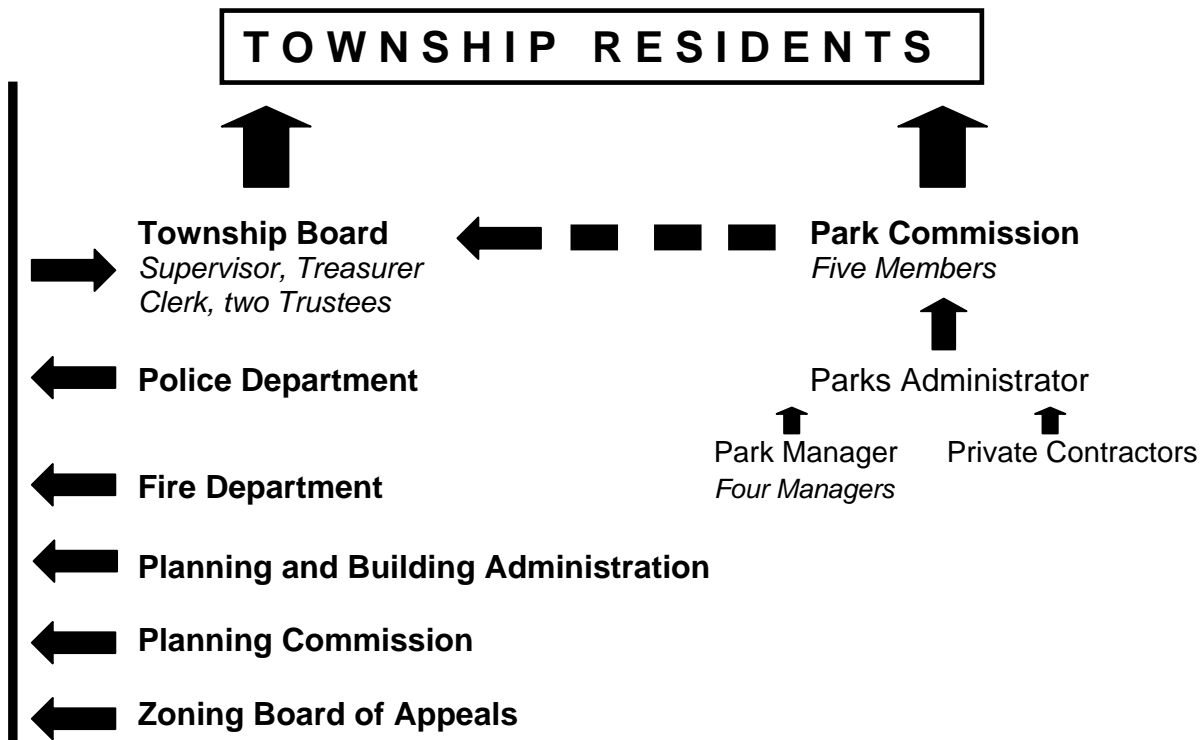 TOWNSHIP RESIDENTS
Township Board
Supervisor, Treasurer
Clerk, two Trustees
Park Commission
Five Members
Police Department
Parks Administrator
Park Manager
Four Managers
Private Contractors
Fire Department
Planning and Building Administration
Planning Commission
Zoning Board of Appeals